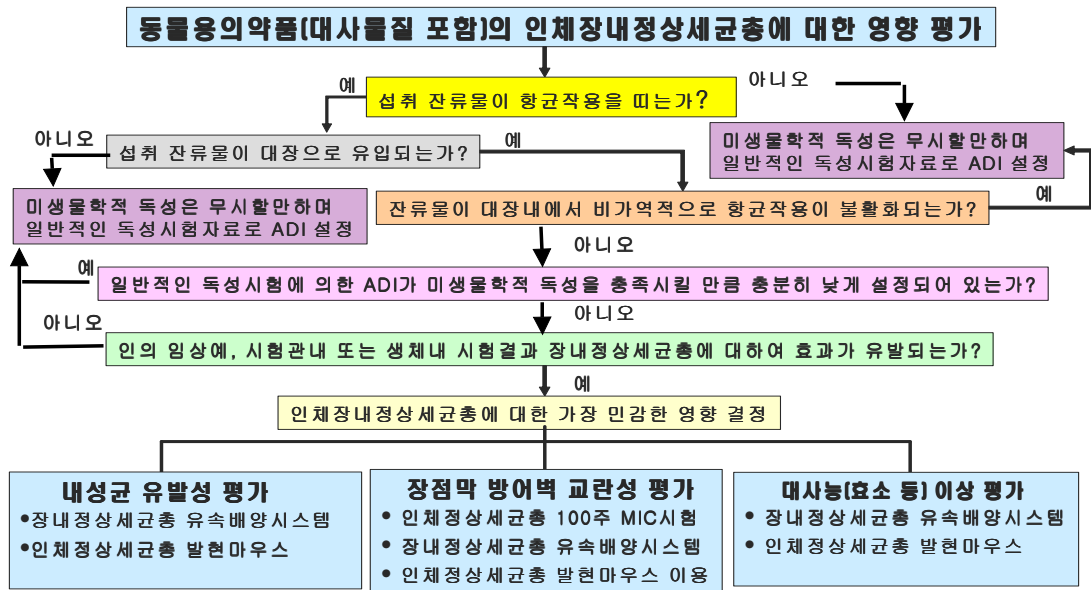 동물용의약품(대사물질 포함)의 인체장내정상세균총에 대한 영향 평가
예
아니오
섭취 잔류물이 항균작용을 띠는가?
아니오
섭취 잔류물이 대장으로 유입되는가?
예
미생물학적 독성은 무시할만하며
일반적인 독성시험자료로 ADI 설정
미생물학적 독성은 무시할만하며
일반적인 독성시험자료로 ADI 설정
잔류물이 대장내에서 비가역적으로 항균작용이 불활화되는가?
예
아니오
예
일반적인 독성시험에 의한 ADI가 미생물학적 독성을 충족시킬 만큼 충분히 낮게 설정되어 있는가?
아니오
아니오
인의 임상예, 시험관내 또는 생체내 시험결과 장내정상세균총에 대하여 효과가 유발되는가?
예
인체장내정상세균총에 대한 가장 민감한 영향 결정
내성균 유발성 평가
•장내정상세균총 유속배양시스템
•인체정상세균총 발현마우스
장점막 방어벽 교란성 평가
• 인체정상세균총 100주 MIC시험
• 장내정상세균총 유속배양시스템
• 인체정상세균총 발현마우스 이용
대사능(효소 등) 이상 평가
• 장내정상세균총 유속배양시스템
• 인체정상세균총 발현마우스